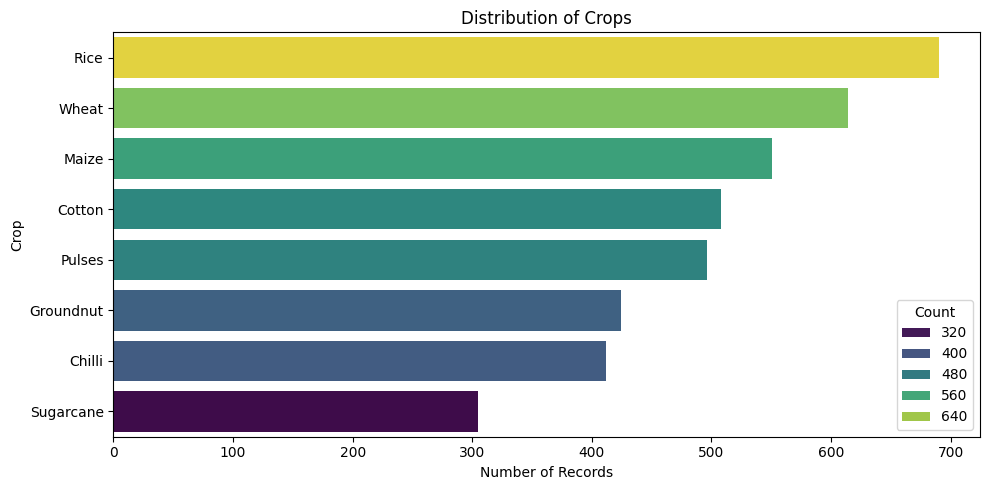 Distribution of Crops
Crop
Rice
Wheat
Maize
Cotton
Pulses
Groundnut
Chilli
Sugarcane
Count
320
400
480
560
640
0 100 200 300 400 500 600 700
Number of Records